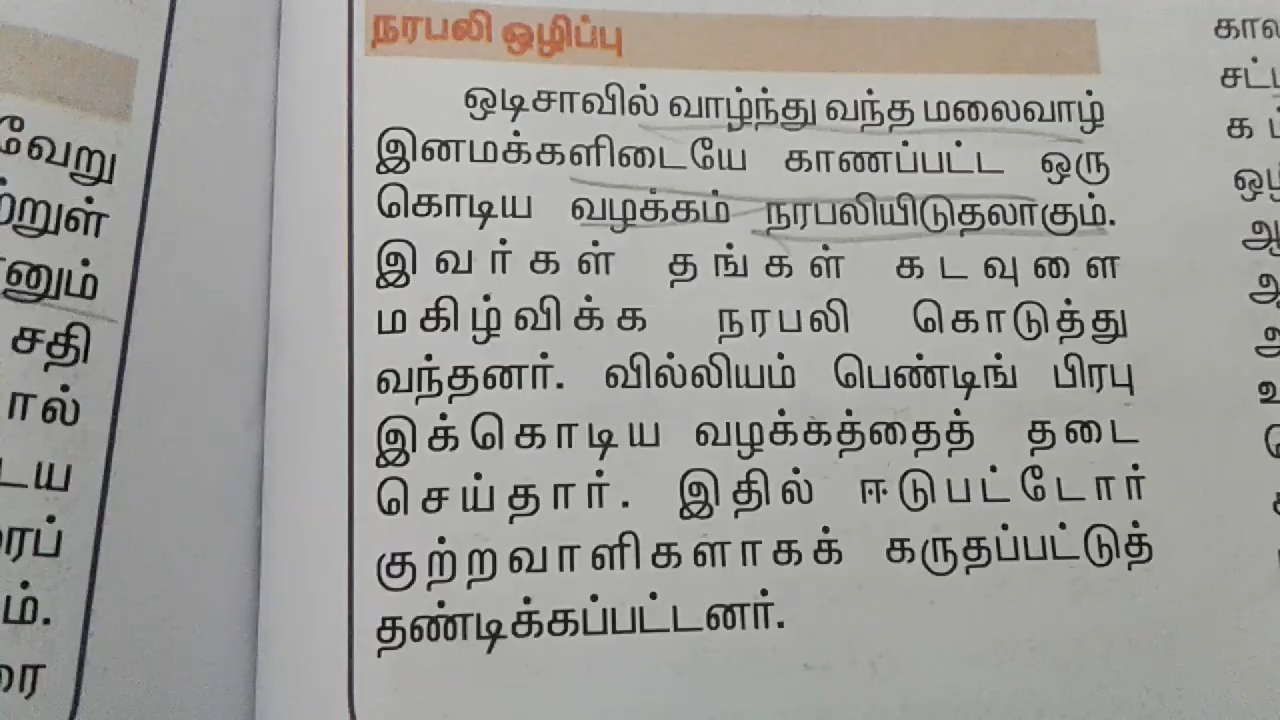 நரபலி ஒழிப்பு
ஒடிசாவில் வாழ்ந்து வந்த மலைவாழ்
இனமக்களிடையே காணப்பட்ட ஒரு
கொடிய வழக்கம் நரபலியிடுதலாகும்.
இவர்கள் தங்கள் கடவுளை
மகிழ்விக்க நரபலி கொடுத்து
வந்தனர். வில்லியம் பெண்டிங் பிரபு
இக்கொடிய வழக்கத்தைத் தடை
செய்தார். இதில் ஈடுபட்டோர்
குற்றவாளிகளாகக் கருதப்பட்டுத்
தண்டிக்கப்பட்டனர்.
வேறு
சதி